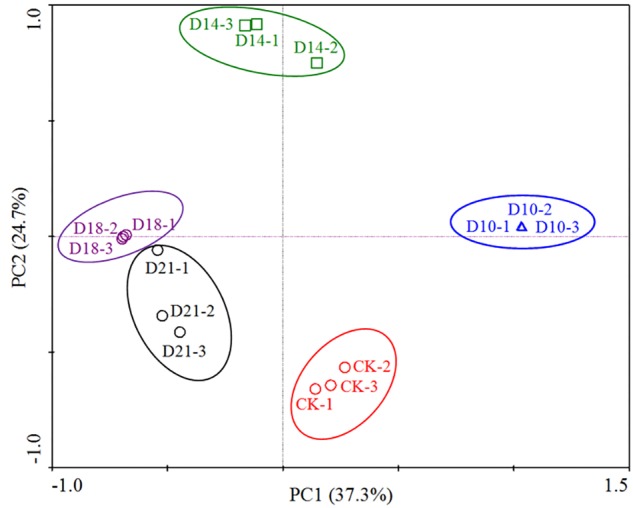 1.0
D14-3
D14-1
D14-2
D10-2
D10-1 D10-3
D18-2 D18-1
D18-3
D21-1
D21-2
D21-3
CK-2
CK-3
CK-1
PC2 (24.7%)
-1.0
-1.0
1.5
PC1 (37.3%)